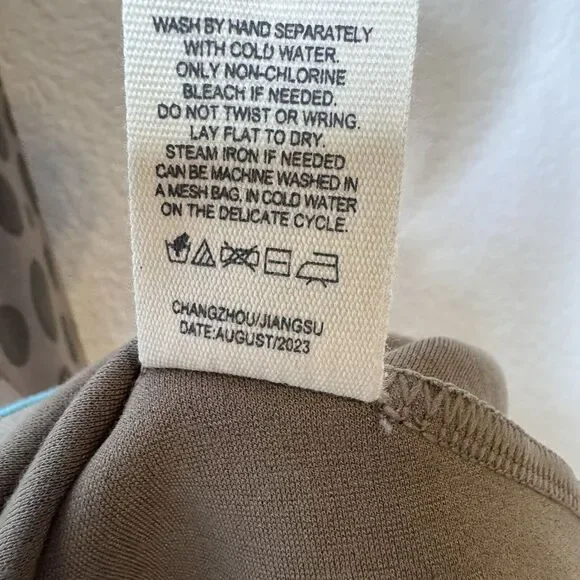 WASH BY HAND SEPARATELY
WITH COLD WATER.
ONLY NON-CHLORINE
BLEACH IF NEEDED.
DO NOT TWIST OR WRING.
LAY FLAT TO DRY.
STEAM IRON IF NEEDED
CAN BE MACHINE WASHED IN
A MESH BAG, IN COLD WATER
ON THE DELICATE CYCLE.
CHANGZHOU/JIANGSU
DATE:AUGUST/2023